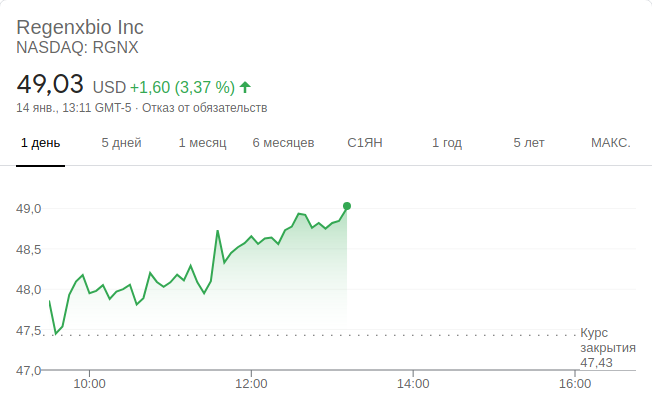 Regenxbio Inc
NASDAQ: RGNX
49,03 USD +1,60 (3,37 %)
14 янв., 13:11 GMT-5 · Отказ от обязательств
1 день 5 дней 1 месяц 6 месяцев С1ЯН 1 год 5 лет МАКС.
49,0
48,5
48,0
47,5
Курс
закрытия
47,43
47,0
10:00 12:00 14:00 16:00